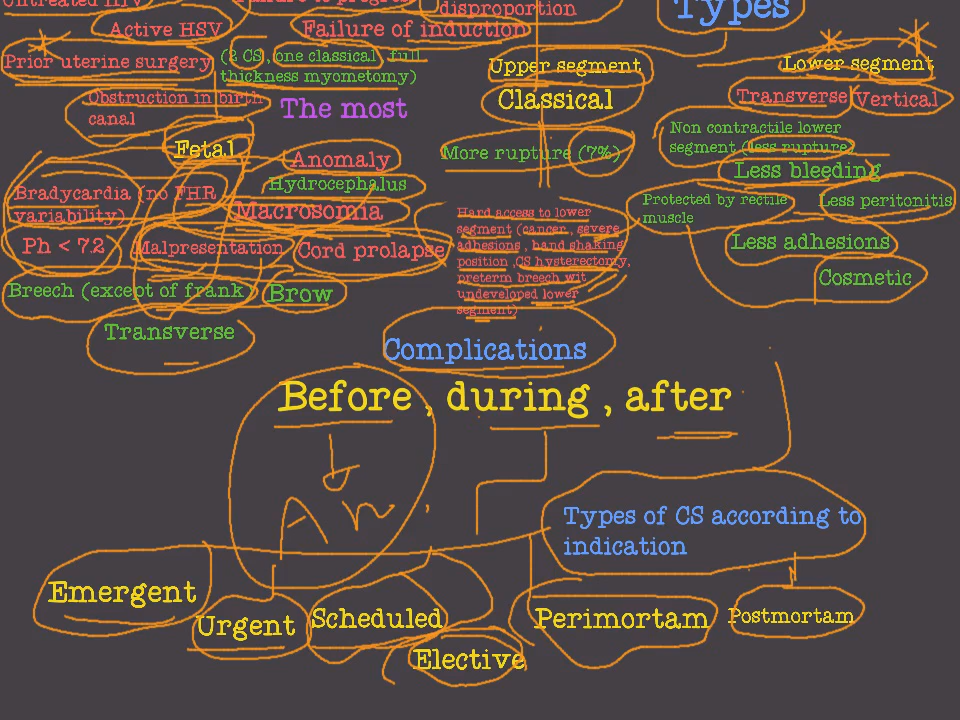 Untreated HIV
Failure to progress
disproportion
Types
Active HSV
Failure of induction
Prior uterine surgery
(2 CS, one classical, full
thickness myometomy)
Upper segment
Lower segment
Obstruction in birth
canal
The most
Classical
Transverse
Vertical
Fetal
Anomaly
More rupture (7%)
Non contractile lower
segment (less rupture
Less bleeding
Bradycardia (no FHR
variability)
Hydrocephalus
Macrosomia
Hard access to lower
segment (cancer, severe
adhesions, hand shaking
position, CS hysterectomy,
preterm breech wit
undeveloped lower
segment)
Protected by rectile
muscle
Less peritonitis
Ph < 7.2
Malpresentation
Cord prolapse
Less adhesions
Breech (except of frank
Brow
Cosmetic
Transverse
Complications
Before, during, after
An
Types of CS according to
indication
Emergent
Urgent
Scheduled
Elective
Perimortam
Postmortam